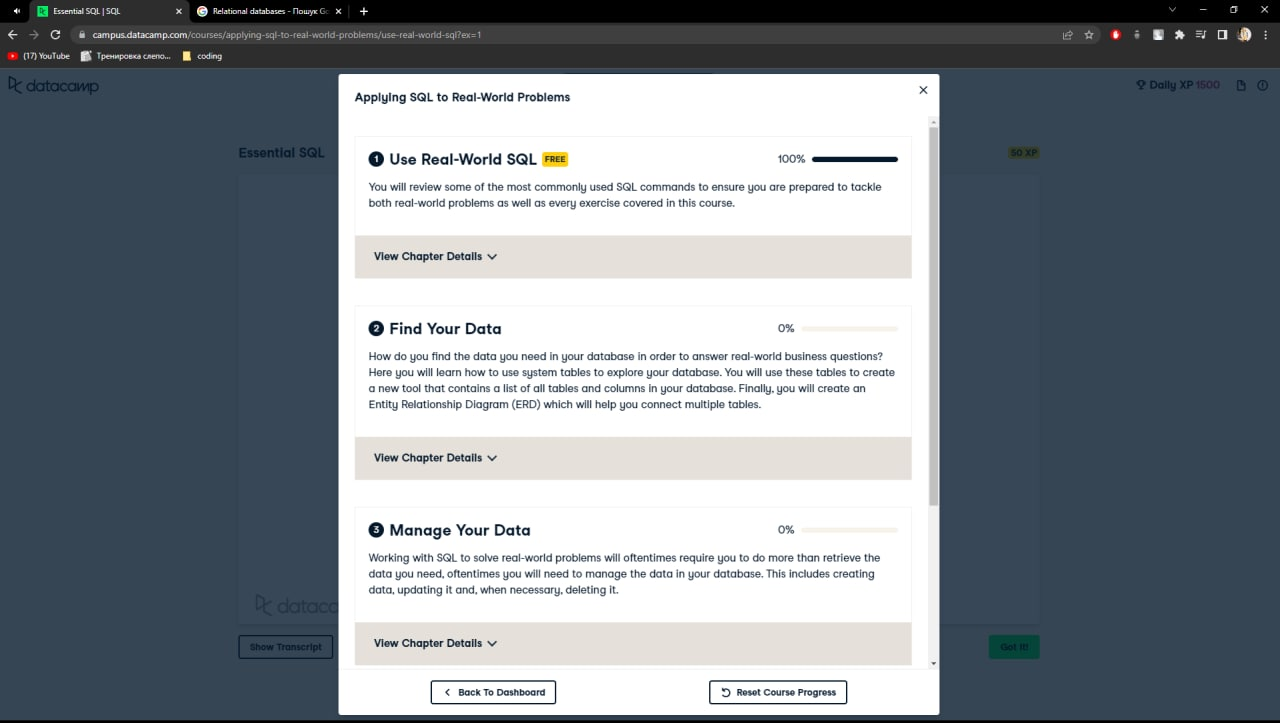 Essential SQL | SQL
Relational databases - Пошук Go
campus.datacamp.com/courses/applying-sql-to-real-world-problems/use-real-world-sql?ex=1
(17) YouTube
Тренировка слепо...
coding
datacamp
Daily XP 1500
Applying SQL to Real-World Problems
Essential SQL
50 XP
1 Use Real-World SQL FREE 100%
You will review some of the most commonly used SQL commands to ensure you are prepared to tackle
both real-world problems as well as every exercise covered in this course.
View Chapter Details
2 Find Your Data 0%
How do you find the data you need in your database in order to answer real-world business questions?
Here you will learn how to use system tables to explore your database. You will use these tables to create
a new tool that contains a list of all tables and columns in your database. Finally, you will create an
Entity Relationship Diagram (ERD) which will help you connect multiple tables.
View Chapter Details
3 Manage Your Data 0%
Working with SQL to solve real-world problems will oftentimes require you to do more than retrieve the
data you need, oftentimes you will need to manage the data in your database. This includes creating
data, updating it and, when necessary, deleting it.
dataca
View Chapter Details
Show Transcript
Got It!
Back To Dashboard
Reset Course Progress